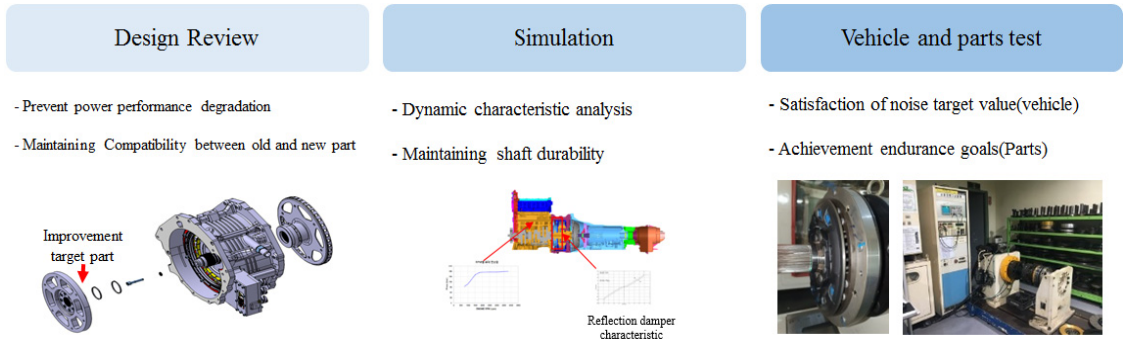 Design Review
- Prevent power performance degradation
- Maintaining Compatibility between old and new part
Improvement
target part
Simulation
- Dynamic characteristic analysis
- Maintaining shaft durability
Reflection damper
characteristic
Vehicle and parts test
- Satisfaction of noise target value(vehicle)
- Achievement endurance goals(Parts)